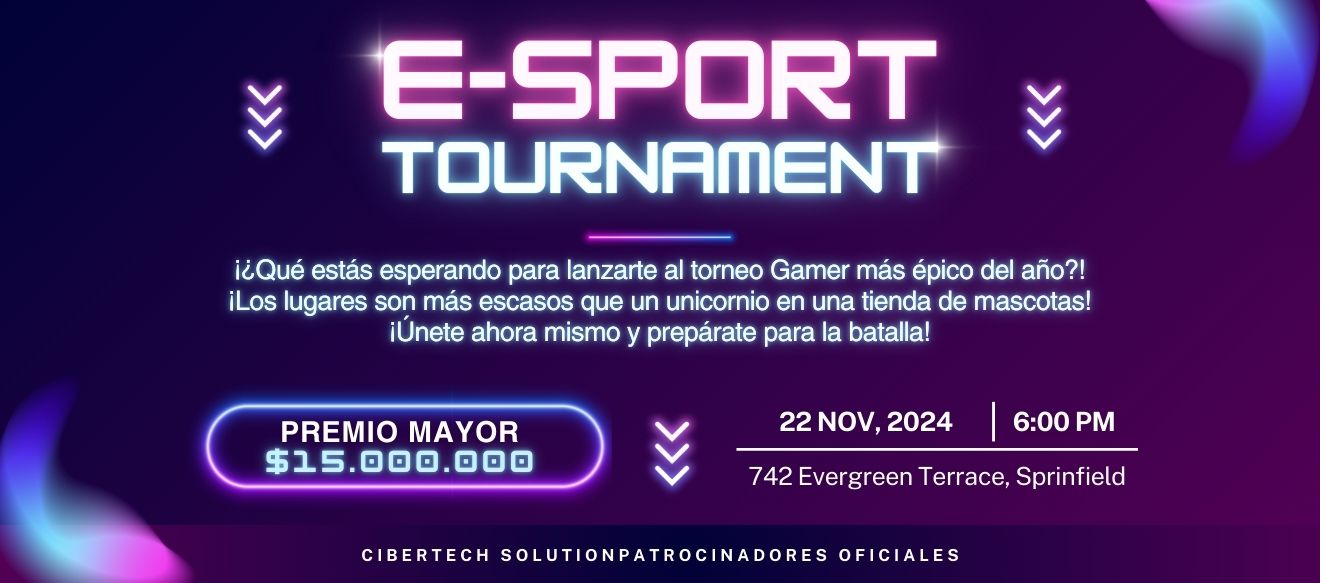 E-SPORT
TOURNAMENT
¡¿Qué estás esperando para lanzarte al torneo Gamer más épico del año?!
¡Los lugares son más escasos que un unicornio en una tienda de mascotas!
¡Únete ahora mismo y prepárate para la batalla!
PREMIO MAYOR
$15.000.000
22 NOV, 2024 | 6:00 PM
742 Evergreen Terrace, Sprinfield
CIBERTECH SOLUTIONPATROCINADORES OFICIALES